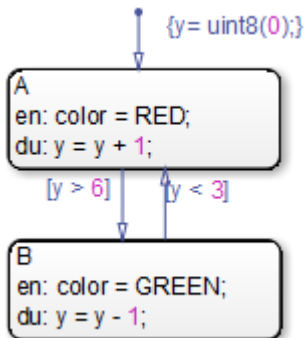 {y= uint8(0);}
A
en: color = RED;
du: y = y + 1;
[y > 6] [y < 3]
B
en: color = GREEN;
du: y = y - 1;